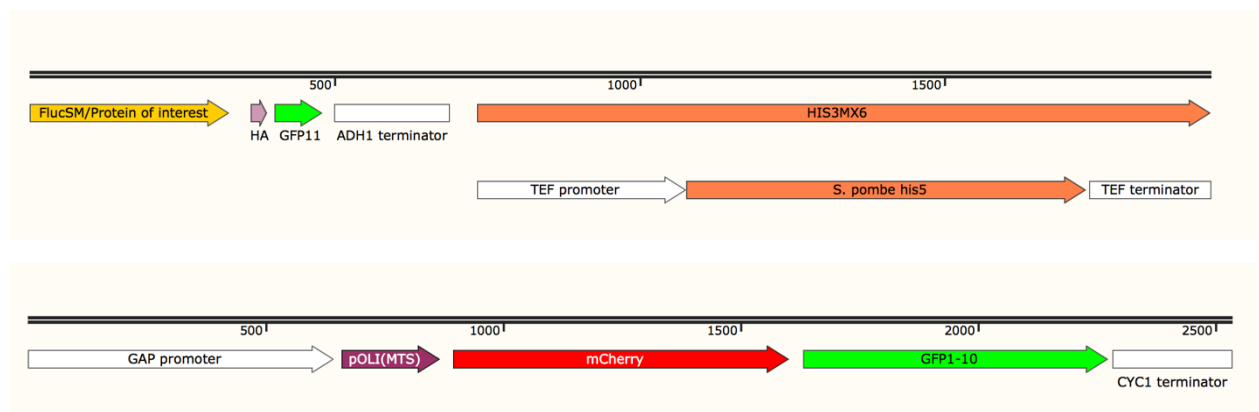 500 1000 1500
FlucSM/Protein of interest HIS3MX6
HA GFP11 ADH1 terminator
TEF promoter S. pombe his5 TEF terminator
500 1000 1500 2000 2500
GAP promoter pOLI(MTS) mCherry GFP1-10
CYC1 terminator